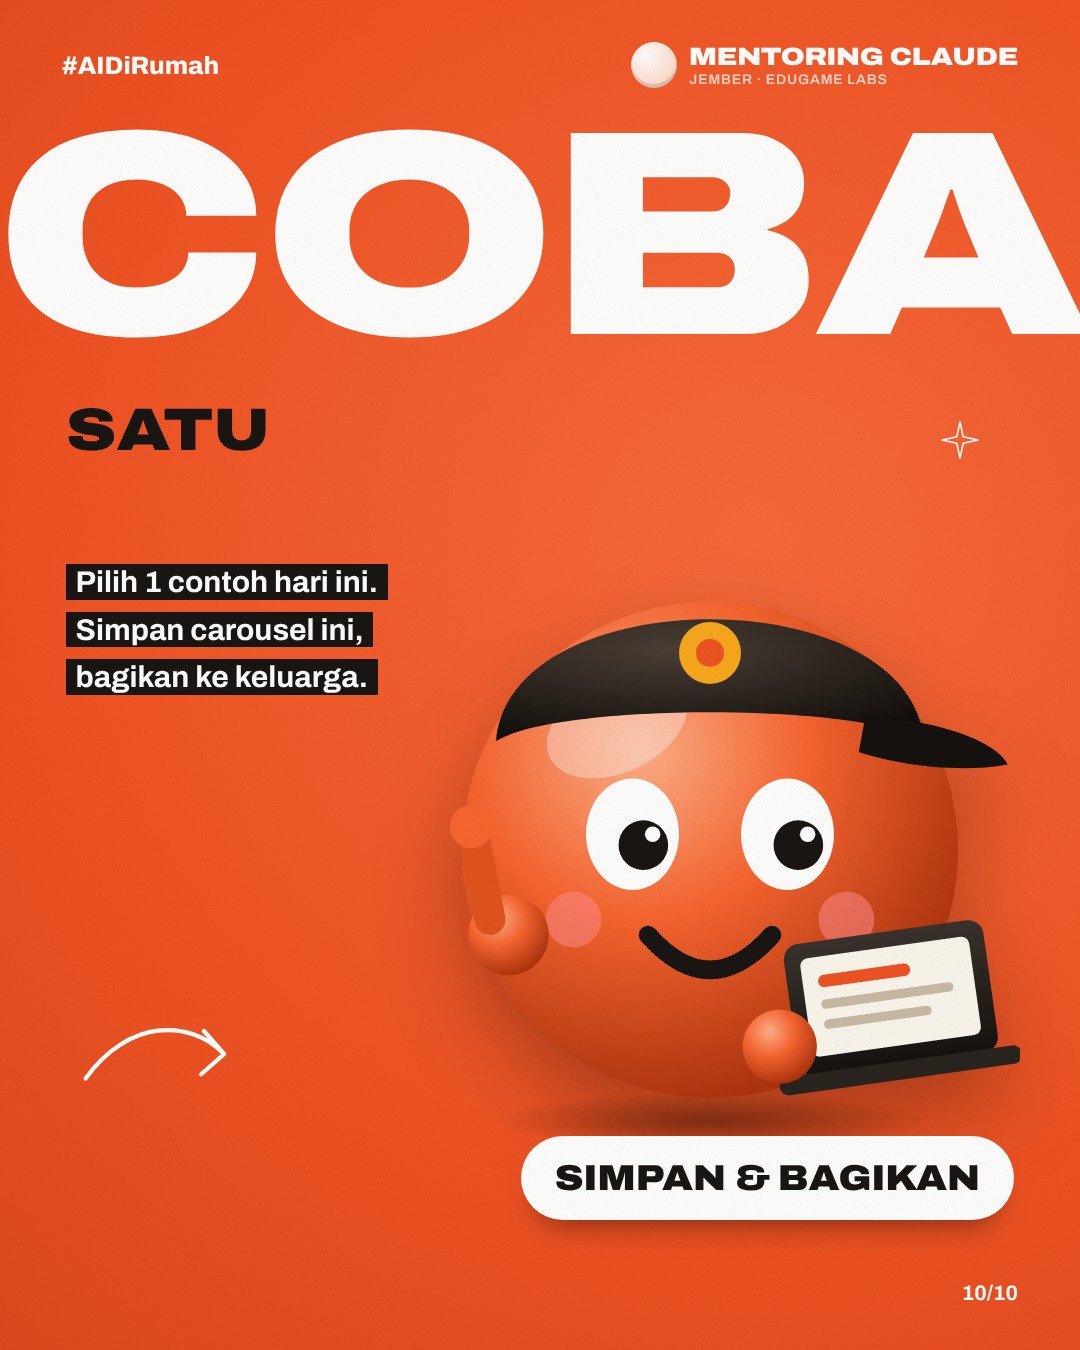 #AIDiRumah
MENTORING CLAUDE
JEMBER · EDUGAME LABS
COBA
SATU
Pilih 1 contoh hari ini.
Simpan carousel ini,
bagikan ke keluarga.
SIMPAN & BAGIKAN
10/10